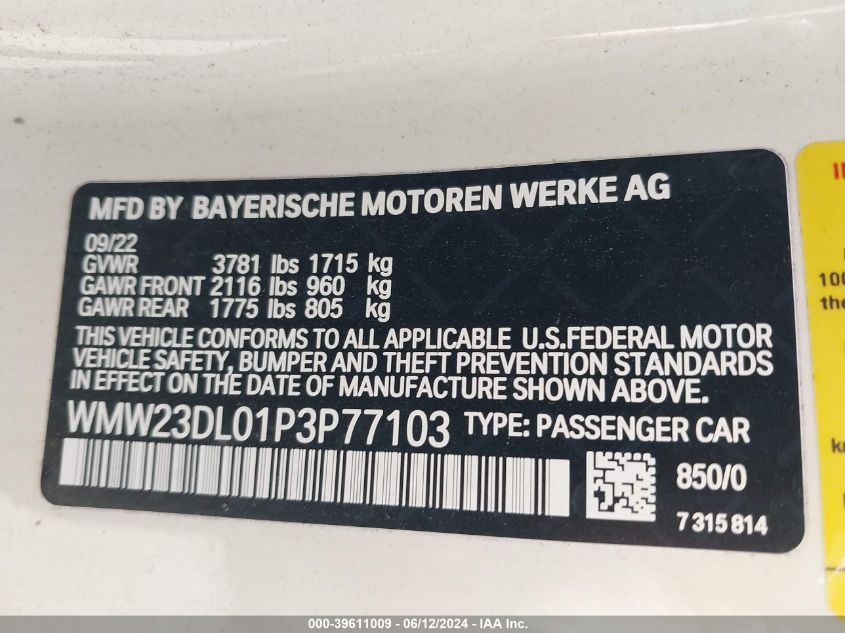 MFD BY BAYERISCHE MOTOREN WERKE AG
09/22
GVWR 3781 lbs 1715 kg
GAWR FRONT 2116 lbs 960 kg
GAWR REAR 1775 lbs 805 kg
THIS VEHICLE CONFORMS TO ALL APPLICABLE U.S.FEDERAL MOTOR
VEHICLE SAFETY, BUMPER AND THEFT PREVENTION STANDARDS
IN EFFECT ON THE DATE OF MANUFACTURE SHOWN ABOVE.
WMW23DL01P3P77103 TYPE: PASSENGER CAR
850/0
7 315 814
100
the
000-39611009 - 06/12/2024 - IAA Inc.